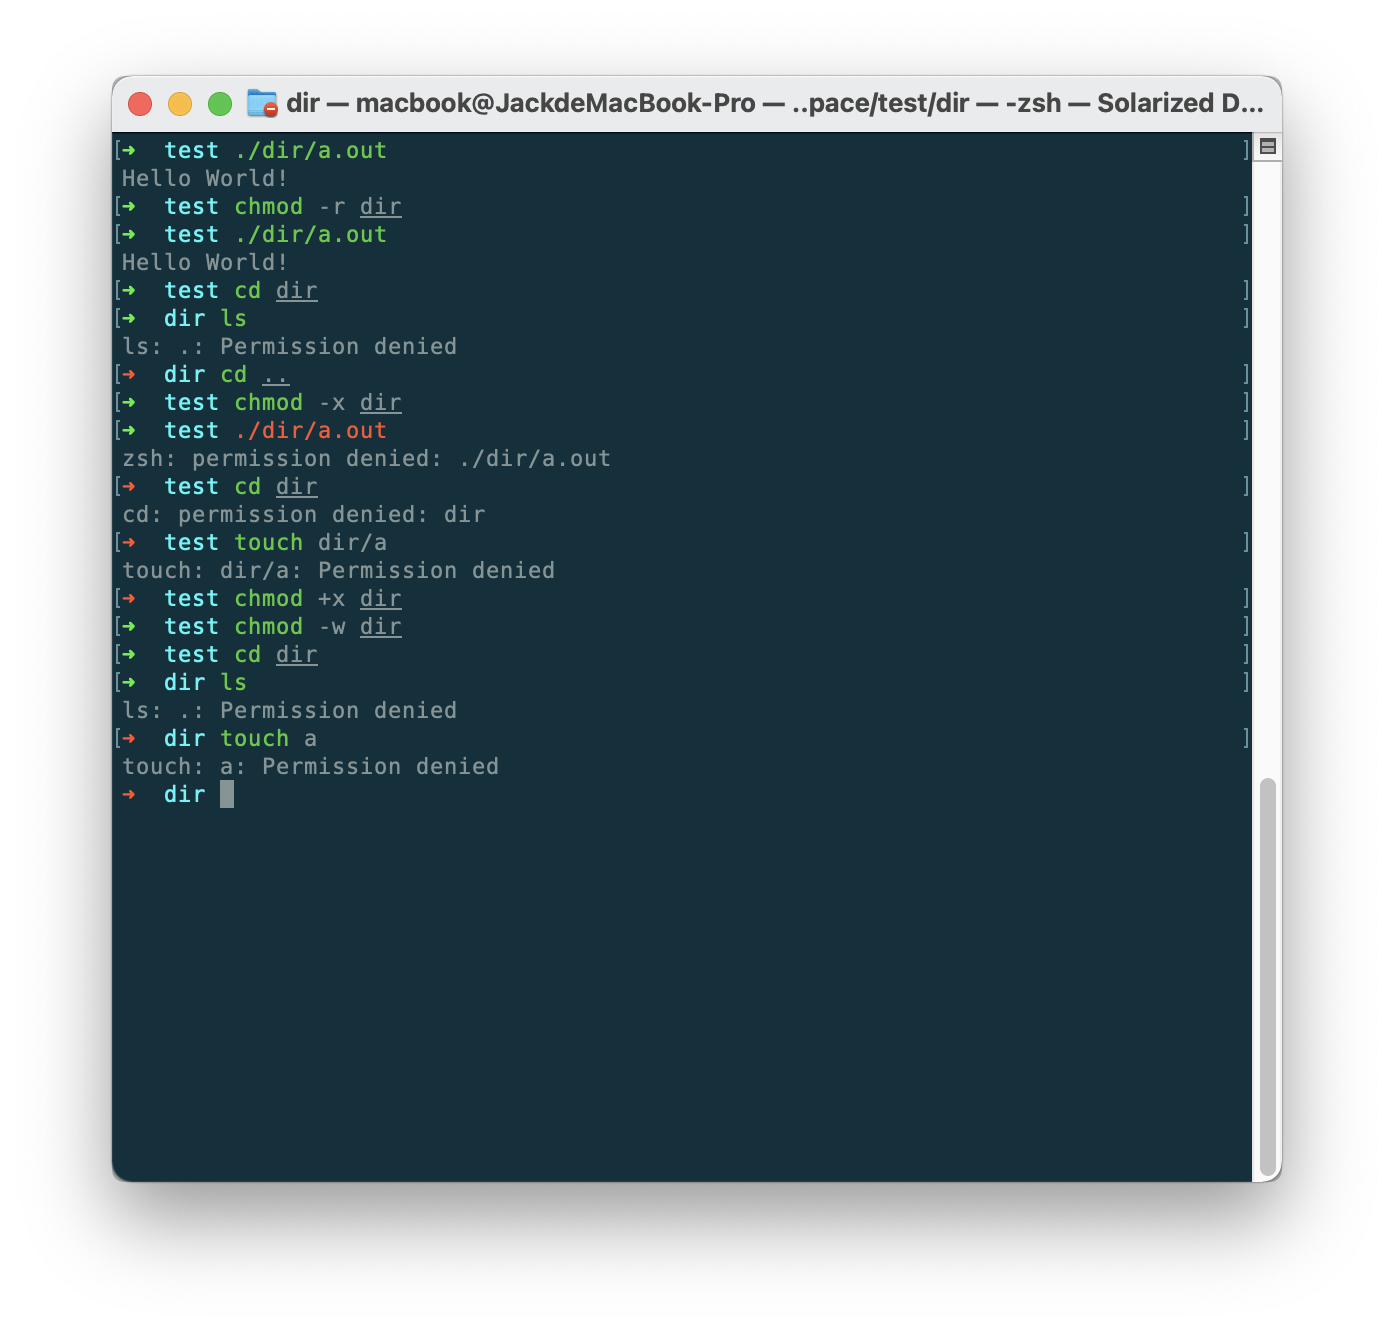 dir — macbook@JackdeMacBook-Pro — ..pace/test/dir — -zsh — Solarized D...
[➜  test ./dir/a.out ]
Hello World!
[➜  test chmod -r dir ]
[➜  test ./dir/a.out ]
Hello World!
[➜  test cd dir ]
[➜  dir ls ]
ls: .: Permission denied
[➜  dir cd .. ]
[➜  test chmod -x dir ]
[➜  test ./dir/a.out ]
zsh: permission denied: ./dir/a.out
[➜  test cd dir ]
cd: permission denied: dir
[➜  test touch dir/a ]
touch: dir/a: Permission denied
[➜  test chmod +x dir ]
[➜  test chmod -w dir ]
[➜  test cd dir ]
[➜  dir ls ]
ls: .: Permission denied
[➜  dir touch a ]
touch: a: Permission denied
➜  dir